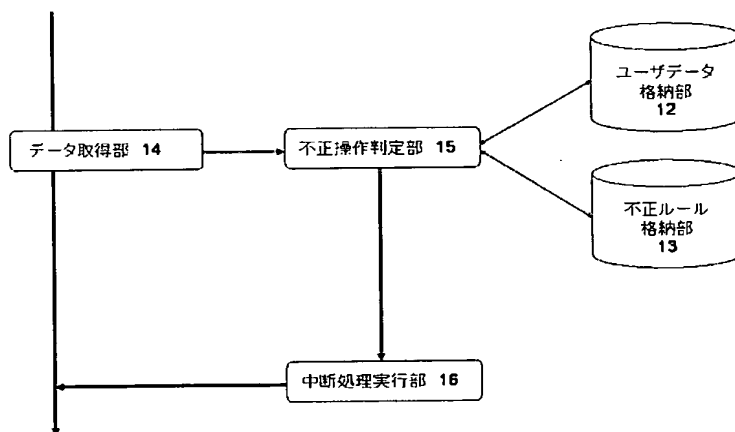 ユーザデータ
格納部
12
データ取得部 14
不正操作判定部 15
不正ルール
格納部
13
中断処理実行部 16